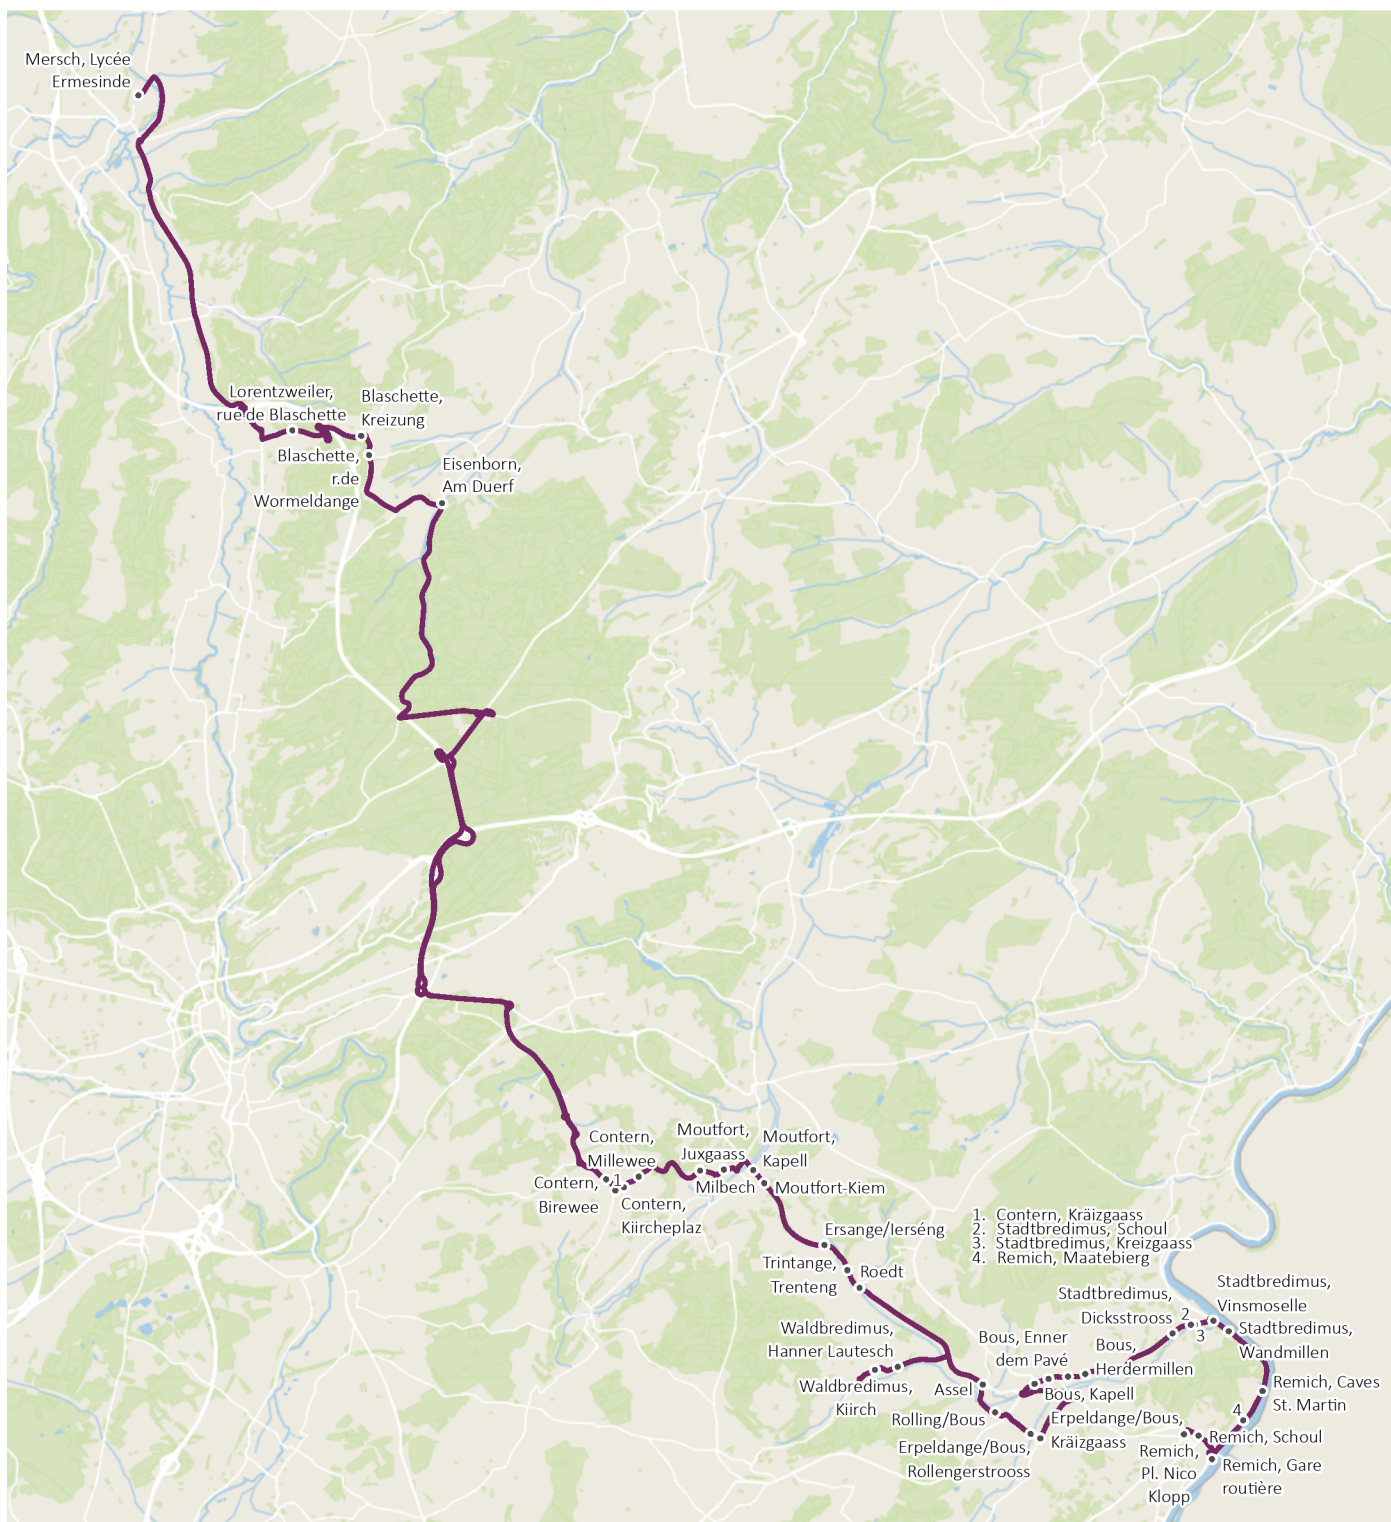 Mersch, Lycée
Ermesinde
Lorentzweiler,
rue de Blaschette
Blaschette,
Kreizung
Blaschette,
r.de
Wormeldange
Eisenborn,
Am Duerf
Contern,
Millewee
Contern,
Birewee
1
Contern,
Kiircheplaz
Moutfort,
Juxgaass
Milbech
Moutfort,
Kapell
Moutfort-Kiem
Ersange/Ierséng
Trintange,
Trenteng
Roedt
1. Contern, Kräizgaass
2. Stadtbredimus, Schoul
3. Stadtbredimus, Kreizgaass
4. Remich, Maatebierg
Waldbredimus,
Hanner Lautesch
Waldbredimus,
Kiirch
Assel
Rolling/Bous
Erpeldange/Bous,
Rollengerstrooss
Erpeldange/Bous,
Kräizgaass
Bous, Enner
dem Pavé
Bous, Kapell
Bous,
Herdermillen
Stadtbredimus,
Dicksstrooss
2
3
Stadtbredimus,
Vinsmoselle
Stadtbredimus,
Wandmillen
Remich, Caves
St. Martin
4
Remich, Schoul
Remich,
Pl. Nico
Klopp
Remich, Gare
routière